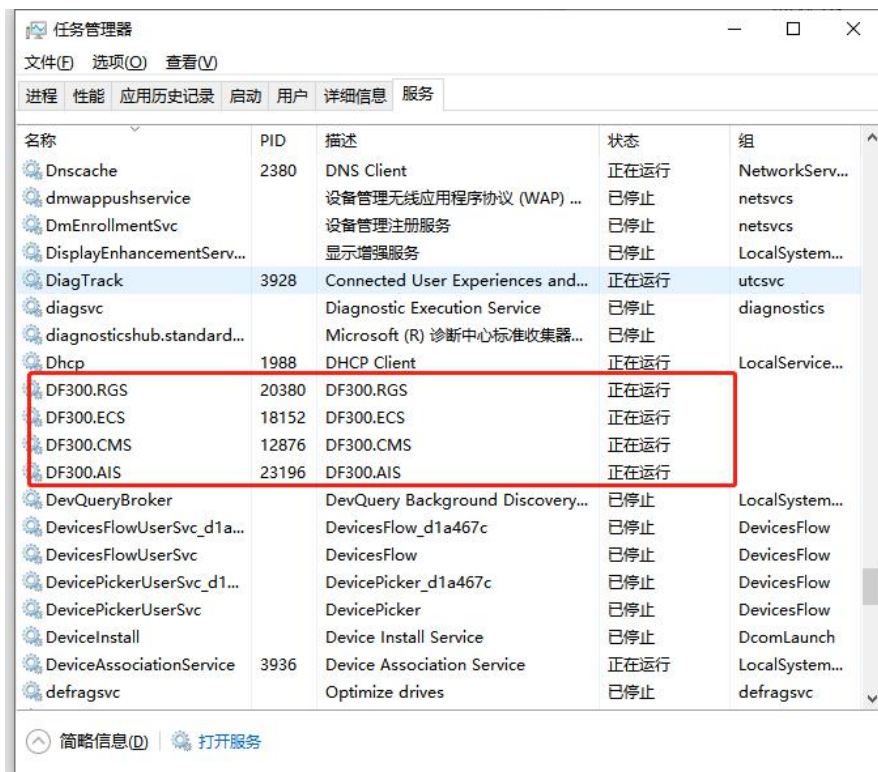 任务管理器
文件(F) 选项(O) 查看(V)
进程 性能 应用历史记录 启动 用户 详细信息 服务
名称 PID 描述 状态 组
Dnscache 2380 DNS Client 正在运行 NetworkServ...
dmwappushservice 设备管理无线应用程序协议 (WAP) ... 已停止 netsvcs
DmEnrollmentSvc 设备管理注册服务 已停止 netsvcs
DisplayEnhancementServ... 显示增强服务 已停止 LocalSystem...
DiagTrack 3928 Connected User Experiences and... 正在运行 utcsvc
diagsvc Diagnostic Execution Service 已停止 diagnostics
diagnosticshub.standard... Microsoft (R) 诊断中心标准收集器... 已停止
Dhcp 1988 DHCP Client 正在运行 LocalService...
DF300.RGS 20380 DF300.RGS 正在运行
DF300.ECS 18152 DF300.ECS 正在运行
DF300.CMS 12876 DF300.CMS 正在运行
DF300.AIS 23196 DF300.AIS 正在运行
DevQueryBroker DevQuery Background Discovery... 已停止 LocalSystem...
DevicesFlowUserSvc_d1a... DevicesFlow_d1a467c 已停止 DevicesFlow
DevicesFlowUserSvc DevicesFlow 已停止 DevicesFlow
DevicePickerUserSvc_d1... DevicePicker_d1a467c 已停止 DevicesFlow
DevicePickerUserSvc DevicePicker 已停止 DevicesFlow
DeviceInstall Device Install Service 已停止 DcomLaunch
DeviceAssociationService 3936 Device Association Service 正在运行 LocalSystem...
defragsvc Optimize drives 已停止 defragsvc
简略信息(D) 打开服务